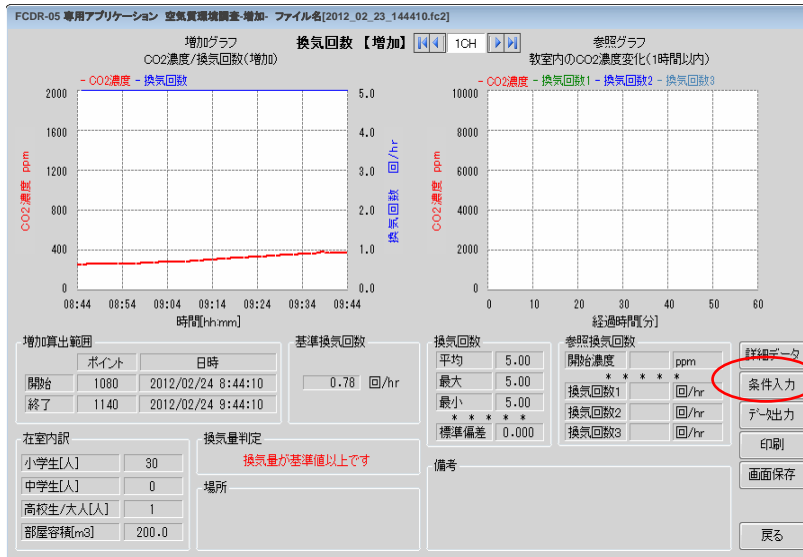 FCDR-05 専用アプリケーション 空気質環境調査-増加- ファイル名[2012_02_23_144410.fc2]
増加グラフ
CO2濃度/換気回数(増加)
換気回数 【増加】 1CH
参照グラフ
教室内のCO2濃度変化(1時間以内)
- CO2濃度 - 換気回数
2000
1600
1200
800
400
0
CO2濃度 ppm
5.0
4.0
3.0
2.0
1.0
0.0
換気回数 回/hr
08:44 08:54 09:04 09:14 09:24 09:34 09:44
時間[hh:mm]
- CO2濃度 - 換気回数1 - 換気回数2 - 換気回数3
10000
8000
6000
4000
2000
0
CO2濃度 ppm
0 10 20 30 40 50 60
経過時間[分]
増加算出範囲
ポイント 日時
開始 1080 2012/02/24 8:44:10
終了 1140 2012/02/24 9:44:10
基準換気回数
0.78 回/hr
換気回数
平均 5.00
最大 5.00
最小 5.00
* * * * *
標準偏差 0.000
参照換気回数
開始濃度 ppm
* * * * *
換気回数1 回/hr
換気回数2 回/hr
換気回数3 回/hr
詳細データ
条件入力
データ出力
印刷
画面保存
戻る
在室内訳
小学生[人] 30
中学生[人] 0
高校生/大人[人] 1
部屋容積[m3] 200.0
換気量判定
換気量が基準値以上です
場所
備考